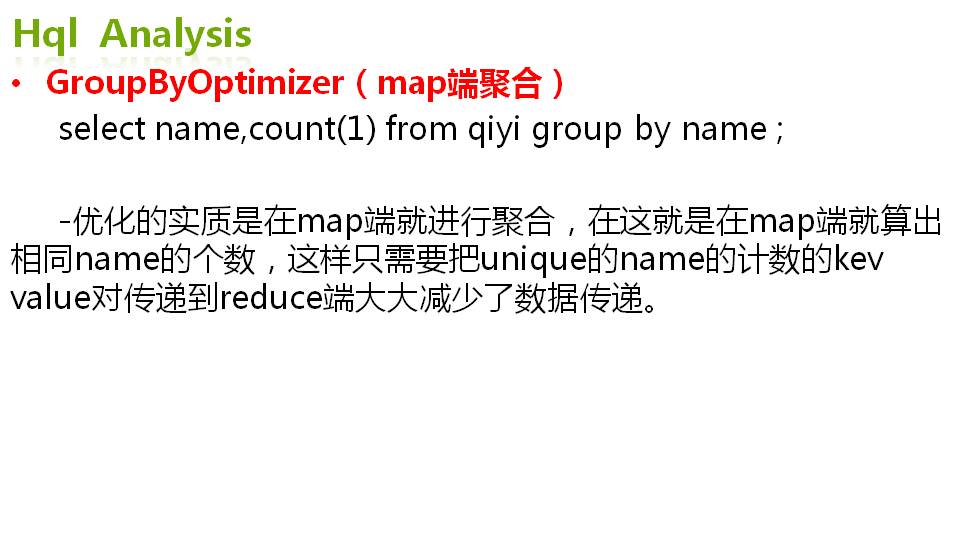 Hql Analysis
• GroupByOptimizer（map端聚合）
select name,count(1) from qiyi group by name ;
-优化的实质是在map端就进行聚合，在这就是在map端就算出
相同name的个数，这样只需要把unique的name的计数的kev
value对传递到reduce端大大减少了数据传递。